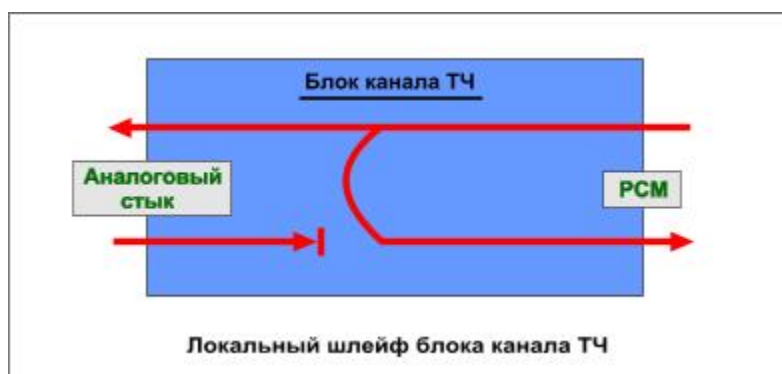 Блок канала ТЧ
Аналоговый
стык
PCM
Локальный шлейф блока канала ТЧ